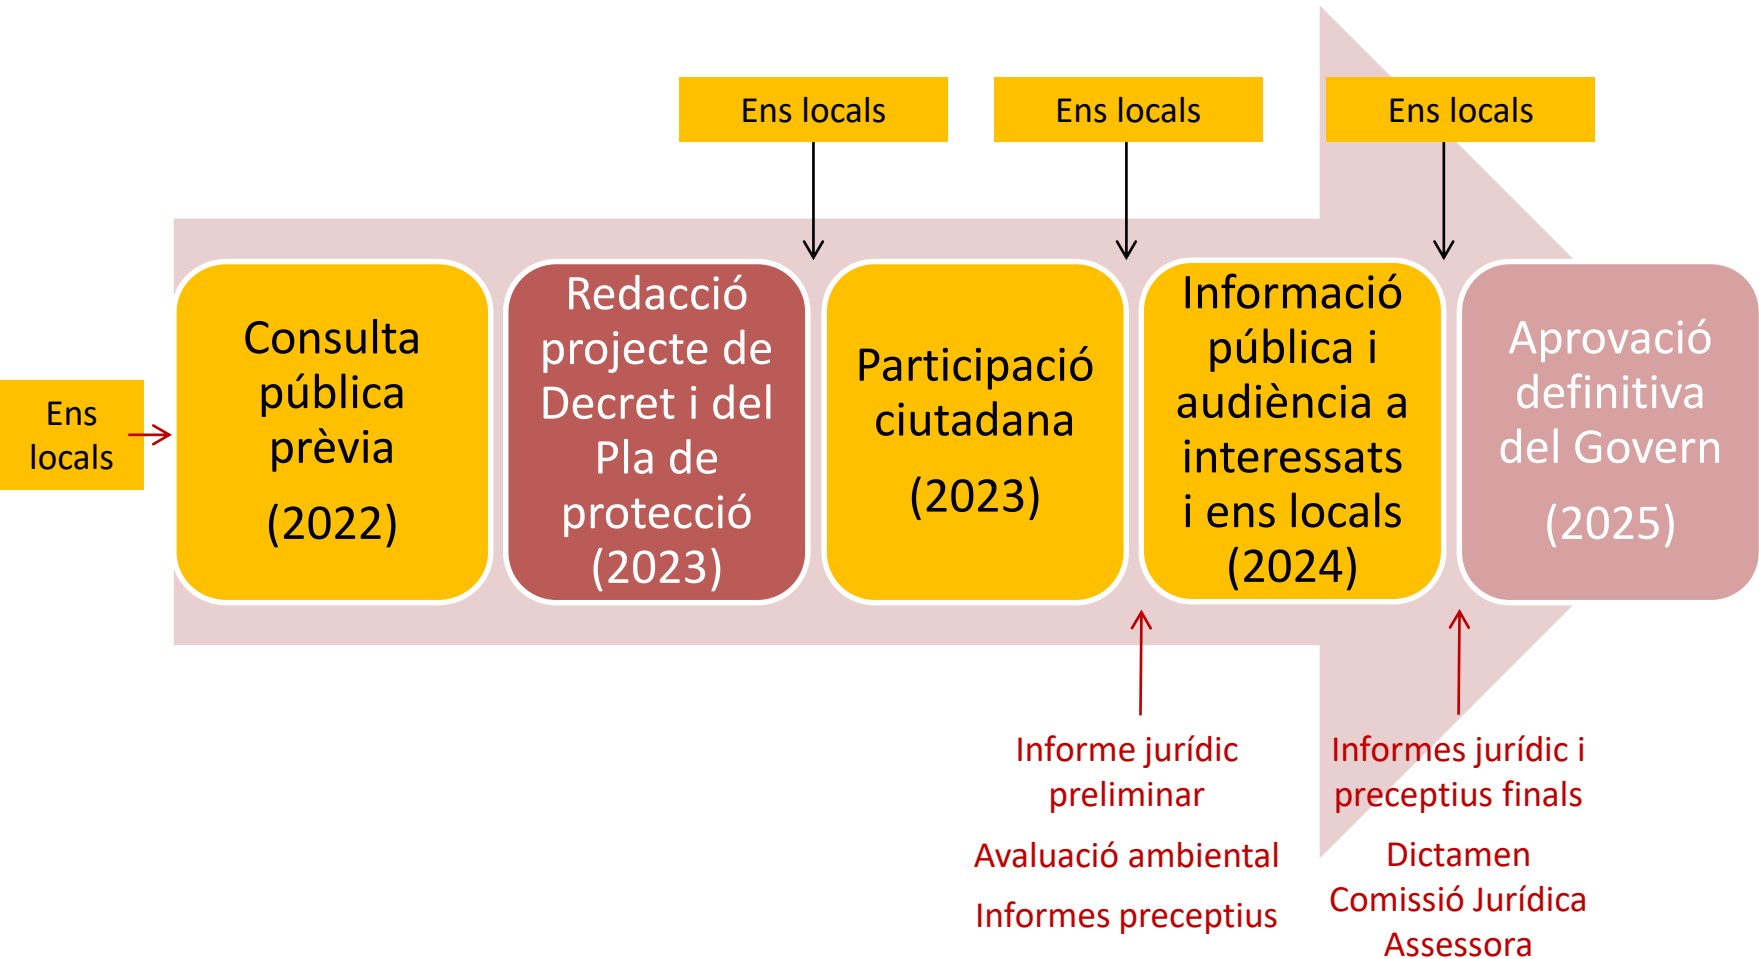 Ens locals
Ens locals
Ens locals
Ens
locals
Consulta
pública
prèvia
(2022)
Redacció
projecte de
Decret i del
Pla de
protecció
(2023)
Participació
ciutadana
(2023)
Informació
pública i
audiència a
interessats
i ens locals
(2024)
Aprovació
definitiva
del Govern
(2025)
Informe jurídic
preliminar
Avaluació ambiental
Informes preceptius
Informes jurídic i
preceptius finals
Dictamen
Comissió Jurídica
Assessora